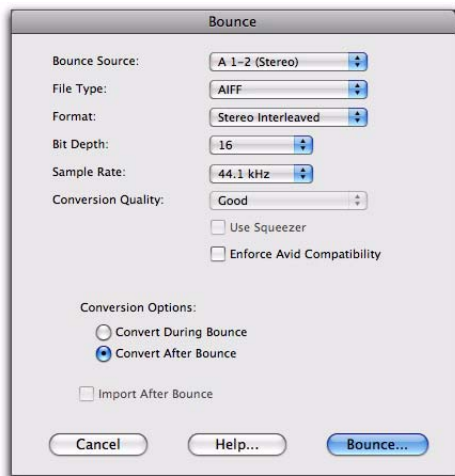 Bounce
Bounce Source: A 1-2 (Stereo)
File Type: AIFF
Format: Stereo Interleaved
Bit Depth: 16
Sample Rate: 44.1 kHz
Conversion Quality: Good
Use Squeezer
Enforce Avid Compatibility
Conversion Options:
Convert During Bounce
Convert After Bounce
Import After Bounce
Cancel Help... Bounce...